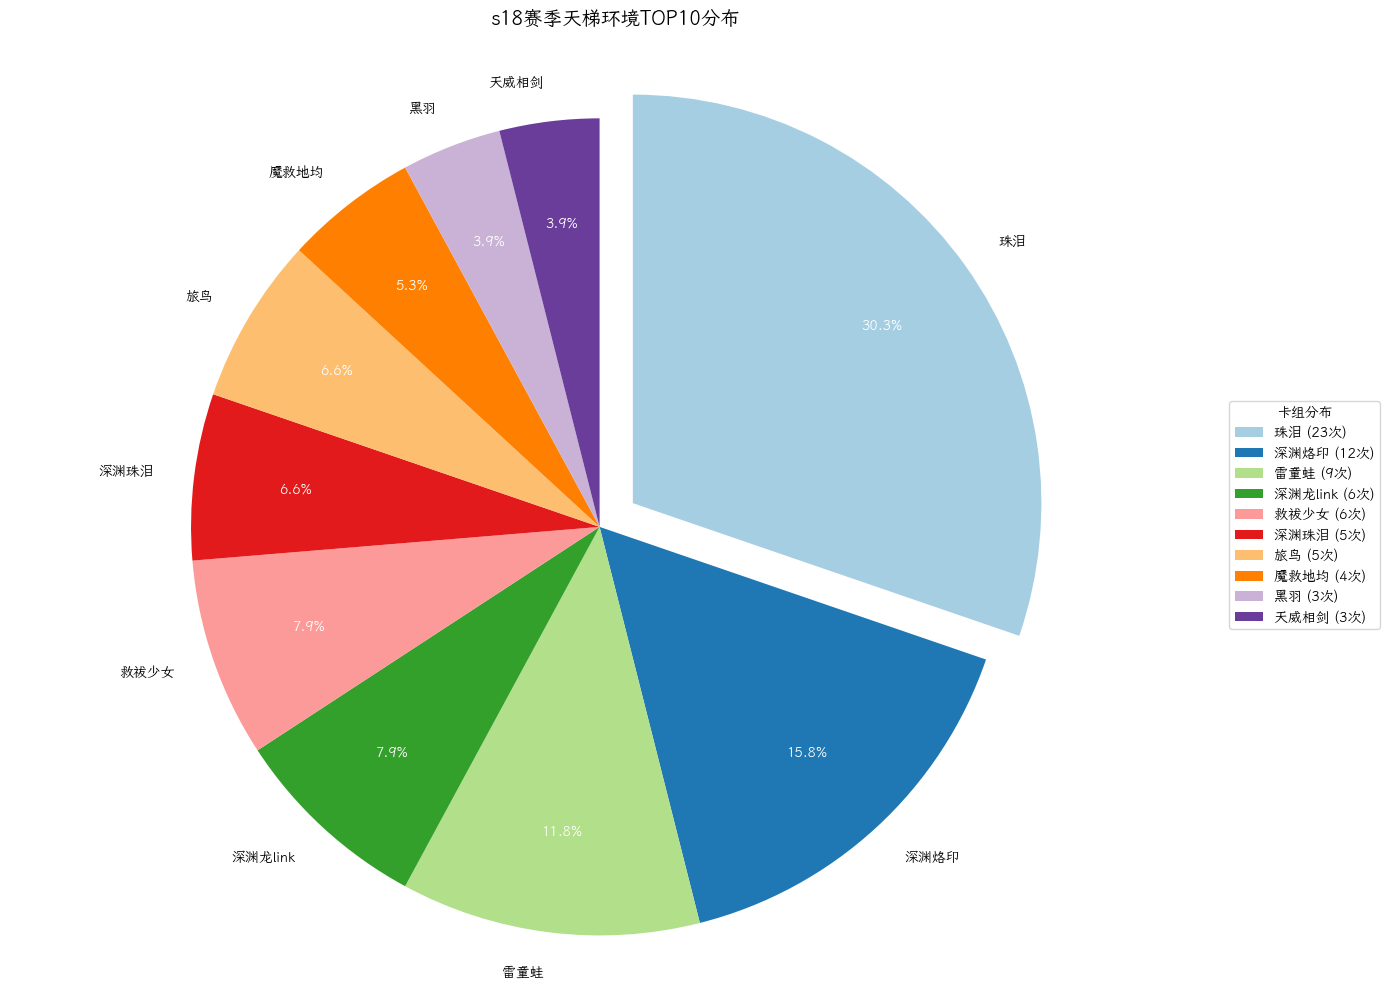 s18赛季天梯环境TOP10分布
天威相剑
黑羽
魔救地均
旅鸟
深渊珠泪
救祓少女
深渊龙link
雷童蛙
深渊烙印
珠泪
3.9%
3.9%
5.3%
6.6%
6.6%
7.9%
7.9%
11.8%
15.8%
30.3%
卡组分布
珠泪 (23次)
深渊烙印 (12次)
雷童蛙 (9次)
深渊龙link (6次)
救祓少女 (6次)
深渊珠泪 (5次)
旅鸟 (5次)
魔救地均 (4次)
黑羽 (3次)
天威相剑 (3次)